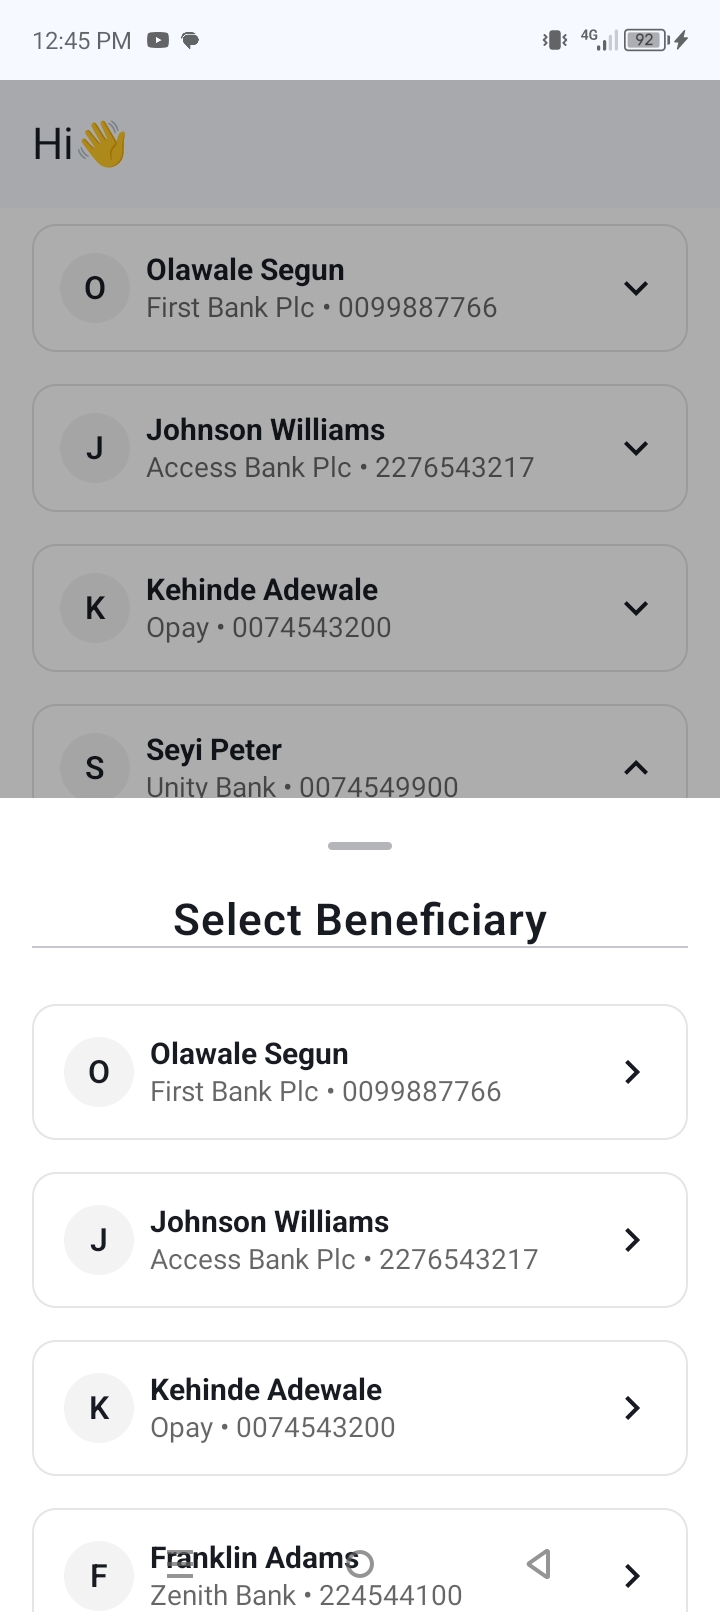 12:45 PM
4G
92
Hi👋
O
Olawale Segun
First Bank Plc • 0099887766
J
Johnson Williams
Access Bank Plc • 2276543217
K
Kehinde Adewale
Opay • 0074543200
S
Seyi Peter
Unity Bank • 0074549900
Select Beneficiary
O
Olawale Segun
First Bank Plc • 0099887766
J
Johnson Williams
Access Bank Plc • 2276543217
K
Kehinde Adewale
Opay • 0074543200
F
Franklin Adams
Zenith Bank • 224544100